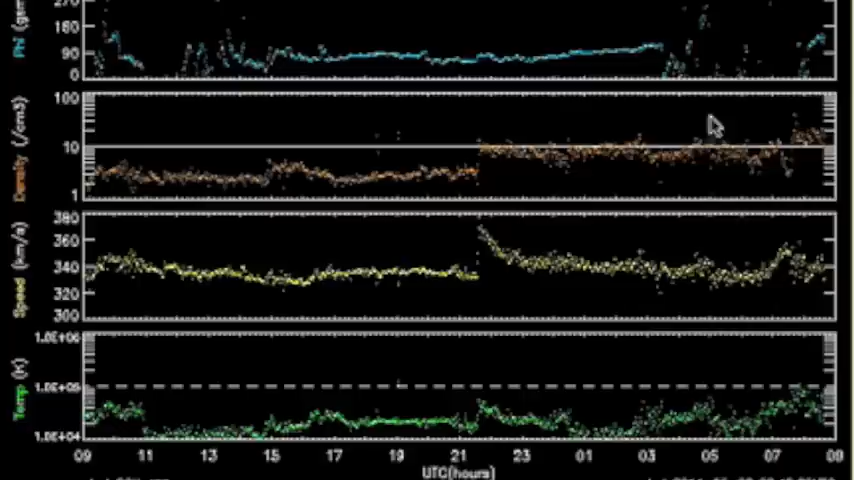 270
Phi (gsm
180
90
0
100
Density (/cm3)
10
1
380
Speed (km/s)
360
340
320
300
1.0E+06
Temp (K)
1.0E+05
1.0E+04
09 11 13 15 17 19 21 23 01 03 05 07 09
UTC(hours)